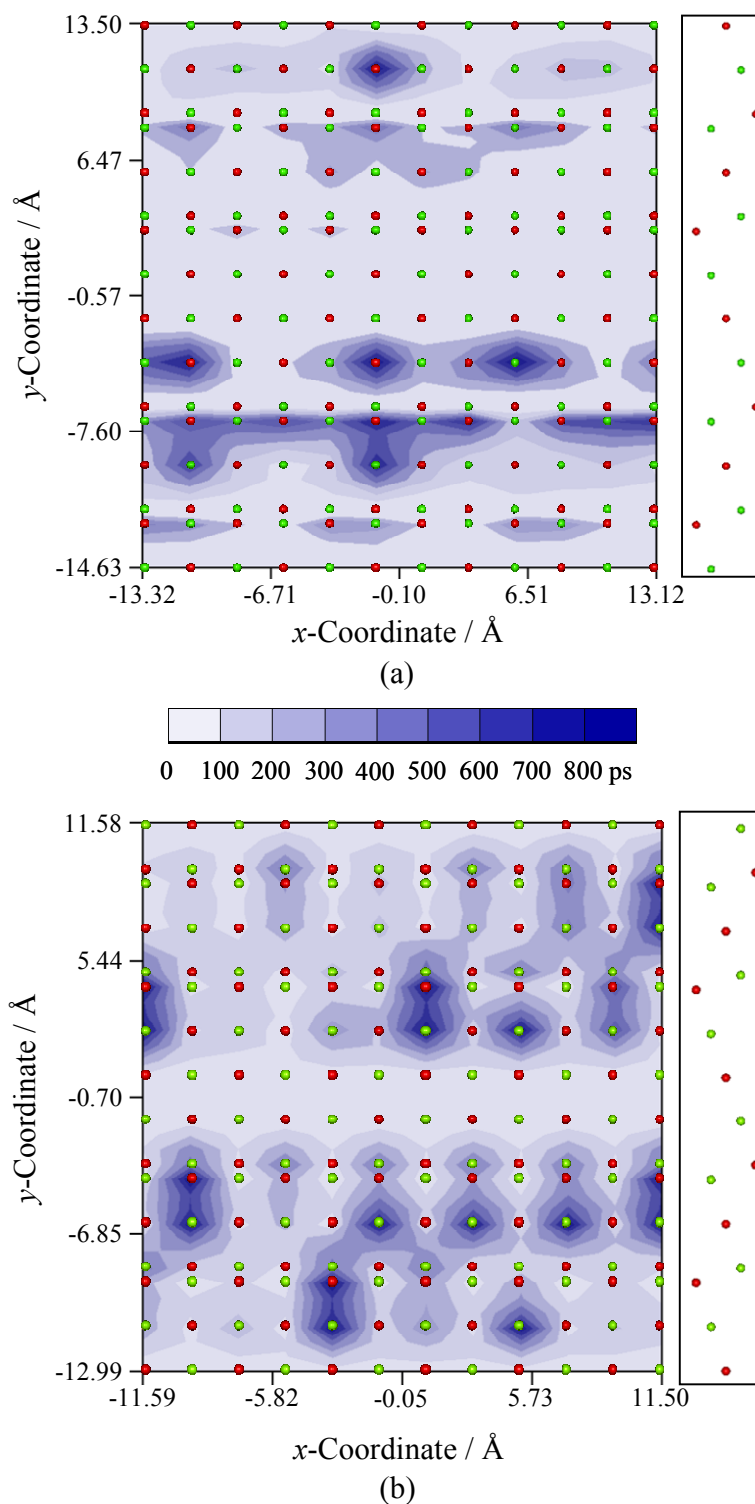 13.50
6.47
-0.57
-7.60
-14.63
y-Coordinate / Å
-13.32 -6.71 -0.10 6.51 13.12
x-Coordinate / Å
(a)
0 100 200 300 400 500 600 700 800 ps
11.58
5.44
-0.70
-6.85
-12.99
y-Coordinate / Å
-11.59 -5.82 -0.05 5.73 11.50
x-Coordinate / Å
(b)